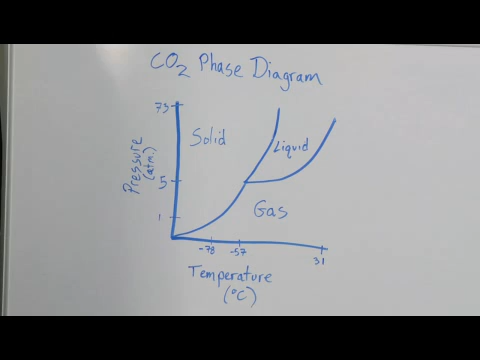 CO2 Phase Diagram
73
Solid
Liquid
Pressure
(atm.)
5
Gas
1
-78
-57
31
Temperature
(°C)